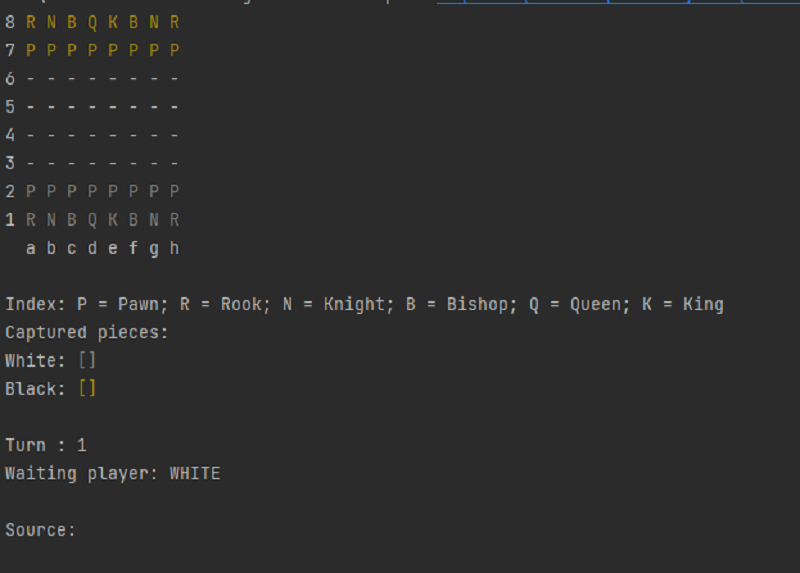 8 R N B Q K B N R
7 P P P P P P P P
6 - - - - - - - -
5 - - - - - - - -
4 - - - - - - - -
3 - - - - - - - -
2 P P P P P P P P
1 R N B Q K B N R
a b c d e f g h
Index: P = Pawn; R = Rook; N = Knight; B = Bishop; Q = Queen; K = King
Captured pieces:
White: []
Black: []
Turn : 1
Waiting player: WHITE
Source: